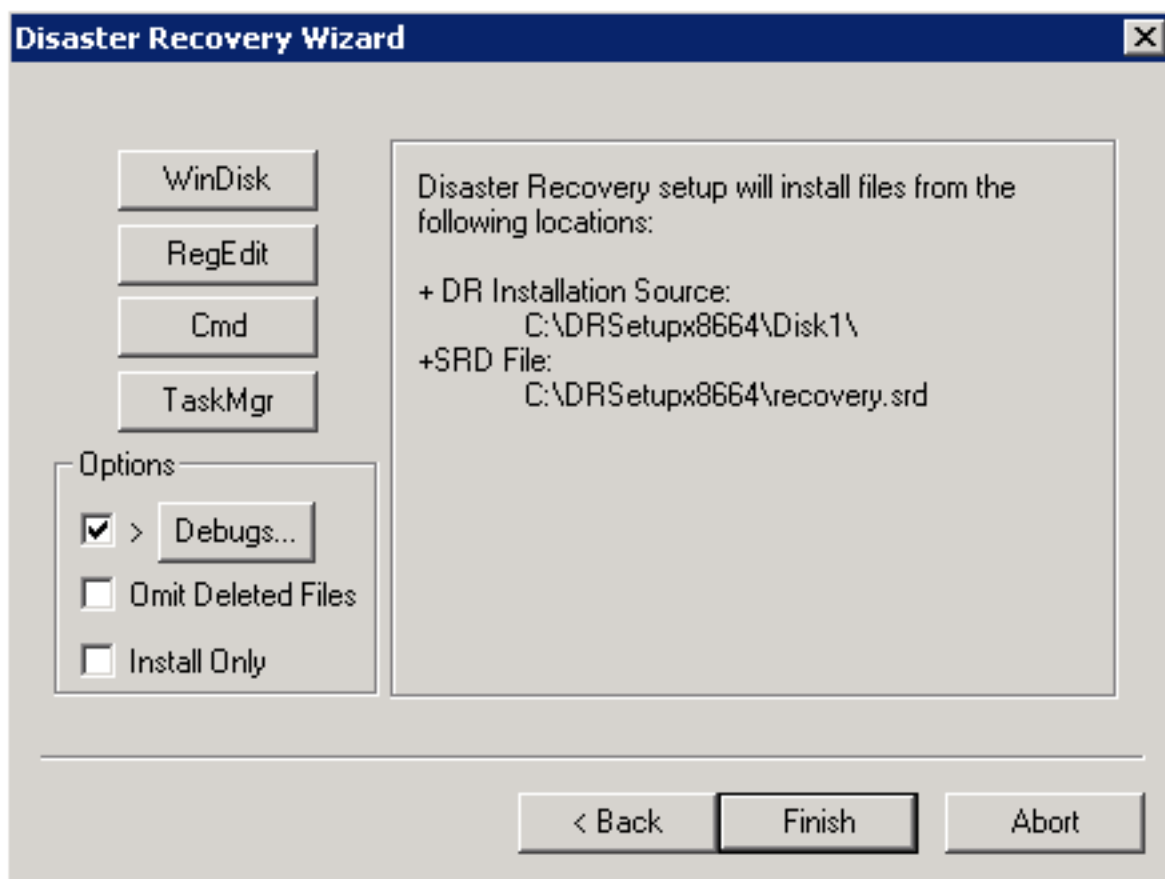 Disaster Recovery Wizard
WinDisk
RegEdit
Cmd
TaskMgr
Options
> Debugs...
Omit Deleted Files
Install Only
Disaster Recovery setup will install files from the
following locations:
+ DR Installation Source:
C:\DRSetupx8664\Disk1\
+SRD File:
C:\DRSetupx8664\recovery.srd
< Back
Finish
Abort